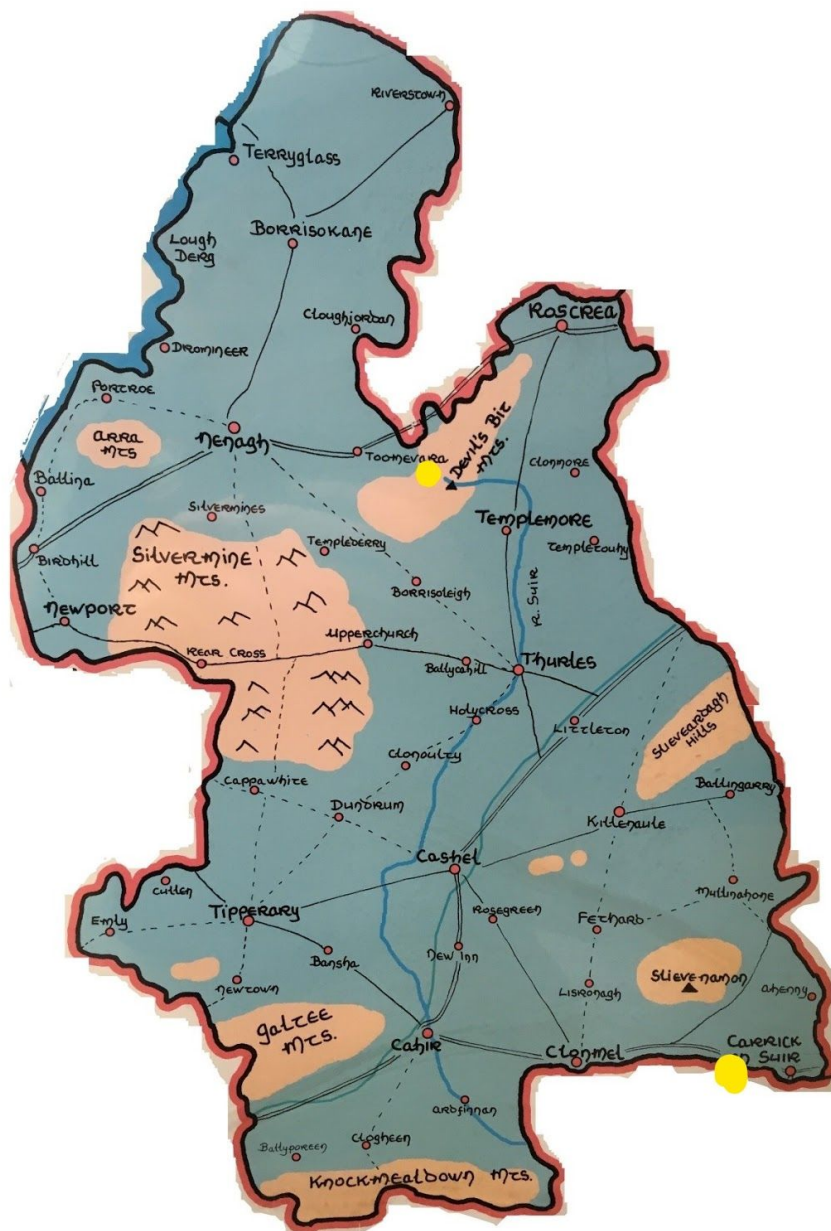 RIVERSTOWN
TERRYGLASS
BORRISOKANE
Lough
DERG
Cloughjordan
ROSCREA
DROMINEER
PORTROE
ARRA
MTS
NENAGH
TOOMEVARA
DEVIL'S BIT
MTS.
CLONMORE
Ballina
SILVERMINES
TEMPLEMORE
Templetouhy
Birdhill
SILVERMINE
MTS.
Templederry
Borrisoleigh
R. SUIR
NEWPORT
REAR CROSS
UPPERCHURCH
Ballycahill
THURLES
HOLYCROSS
LITTLETON
SLIEVEARDAGH
HILLS
CLONOULTY
CAPPAWHITE
DUNDRUM
Ballingarry
Killenaule
Cashel
Cullen
Mullinahone
Emly
TIPPERARY
ROSEGREEN
FETHARD
Bansha
NEW INN
NEWTOWN
LISRONAGH
SLIEVENAMON
Ahenny
GALTEE
MTS.
Cahir
Clonmel
CARRICK
n SUIR
ARDFINNAN
Ballyporeen
Clogheen
KNOCKMEALDOWN MTS.